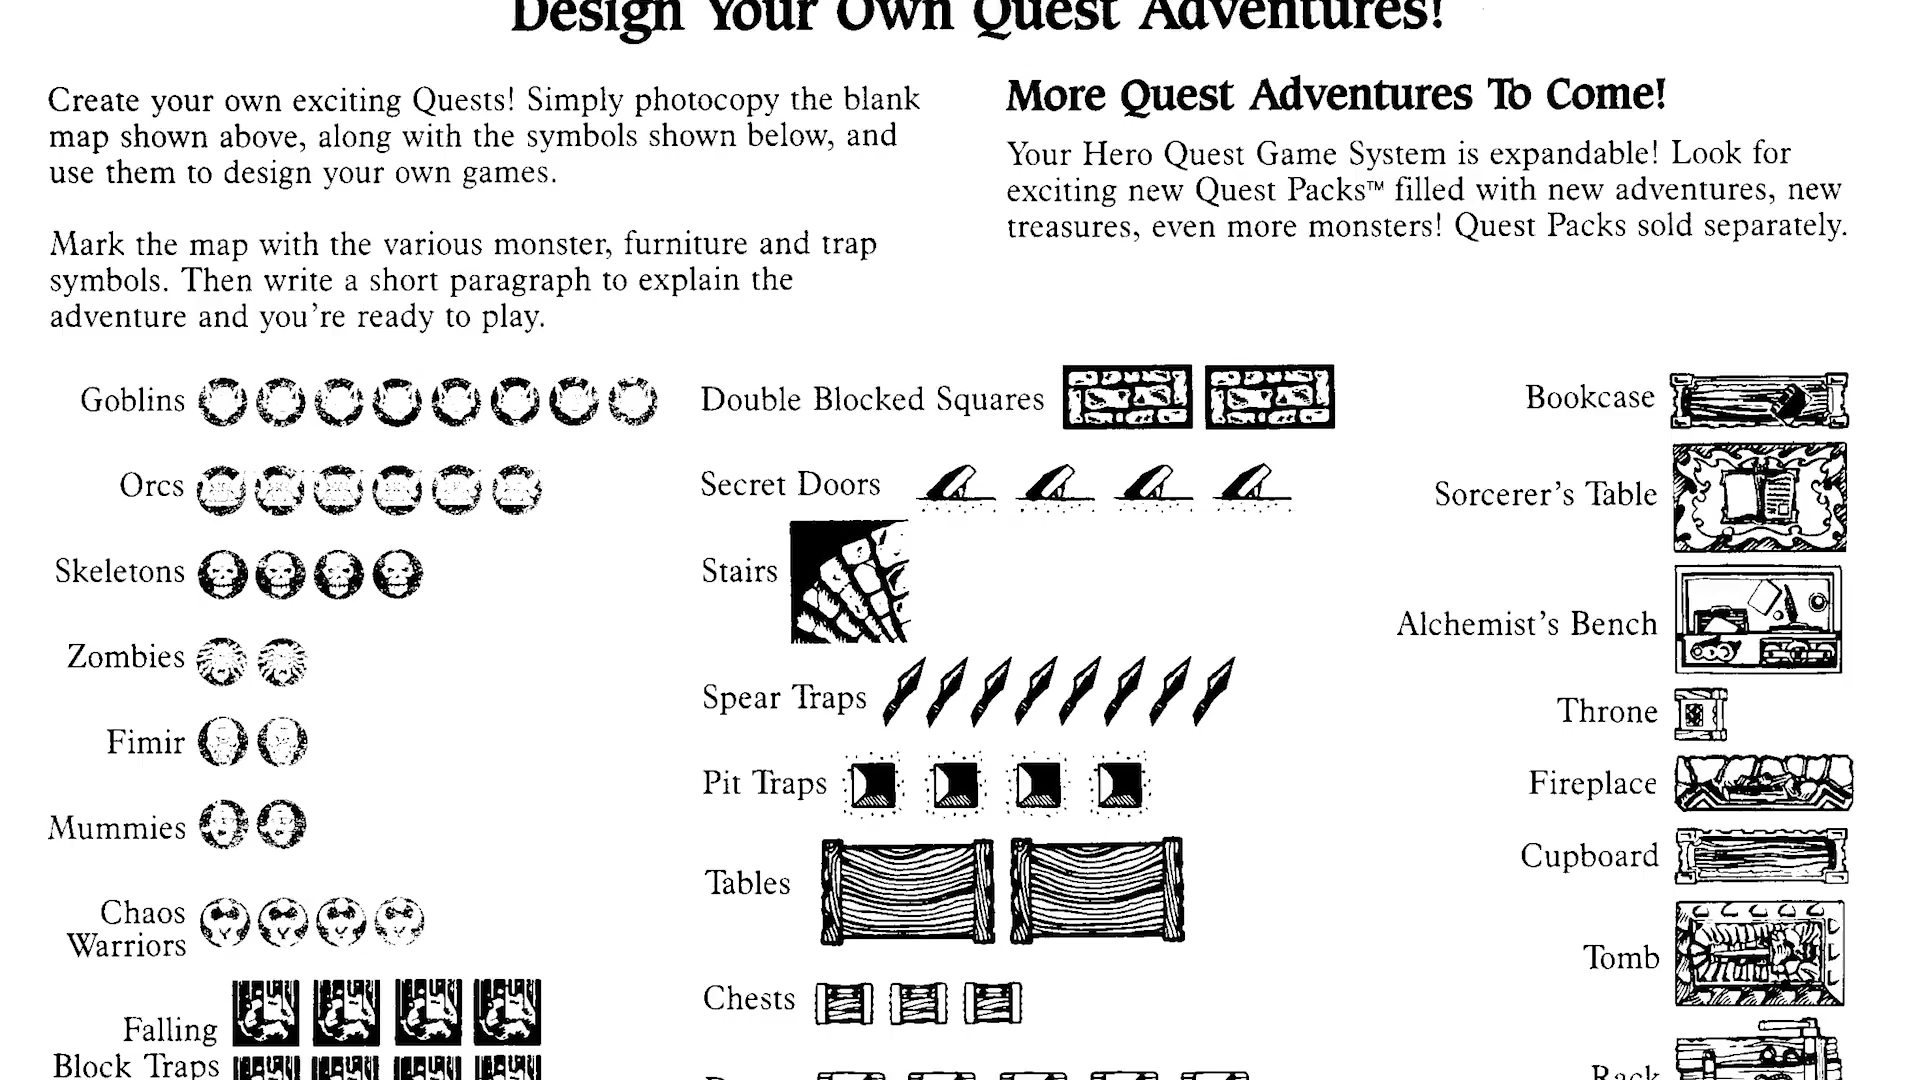 Design Your Own Quest Adventures!
Create your own exciting Quests! Simply photocopy the blank
map shown above, along with the symbols shown below, and
use them to design your own games.
Mark the map with the various monster, furniture and trap
symbols. Then write a short paragraph to explain the
adventure and you're ready to play.
More Quest Adventures To Come!
Your Hero Quest Game System is expandable! Look for
exciting new Quest Packs™ filled with new adventures, new
treasures, even more monsters! Quest Packs sold separately.
Goblins
Orcs
Skeletons
Zombies
Fimir
Mummies
Chaos
Warriors
Falling
Block Traps
Double Blocked Squares
Secret Doors
Stairs
Spear Traps
Pit Traps
Tables
Chests
Bookcase
Sorcerer's Table
Alchemist's Bench
Throne
Fireplace
Cupboard
Tomb
Rack